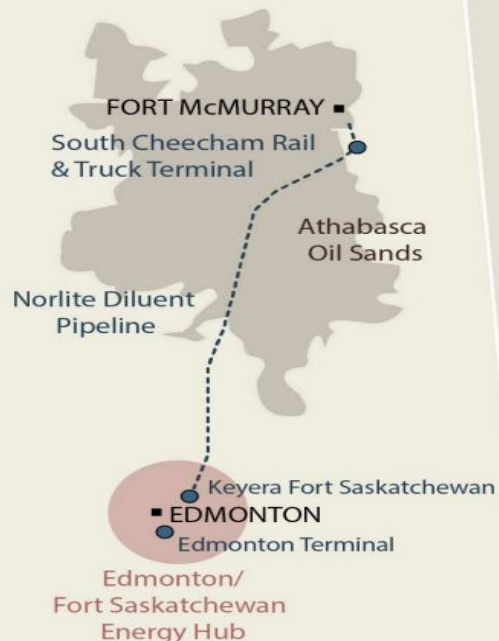 FORT McMURRAY
South Cheecham Rail
& Truck Terminal
Athabasca
Oil Sands
Norlite Diluent
Pipeline
Keyera Fort Saskatchewan
EDMONTON
Edmonton Terminal
Edmonton/
Fort Saskatchewan
Energy Hub